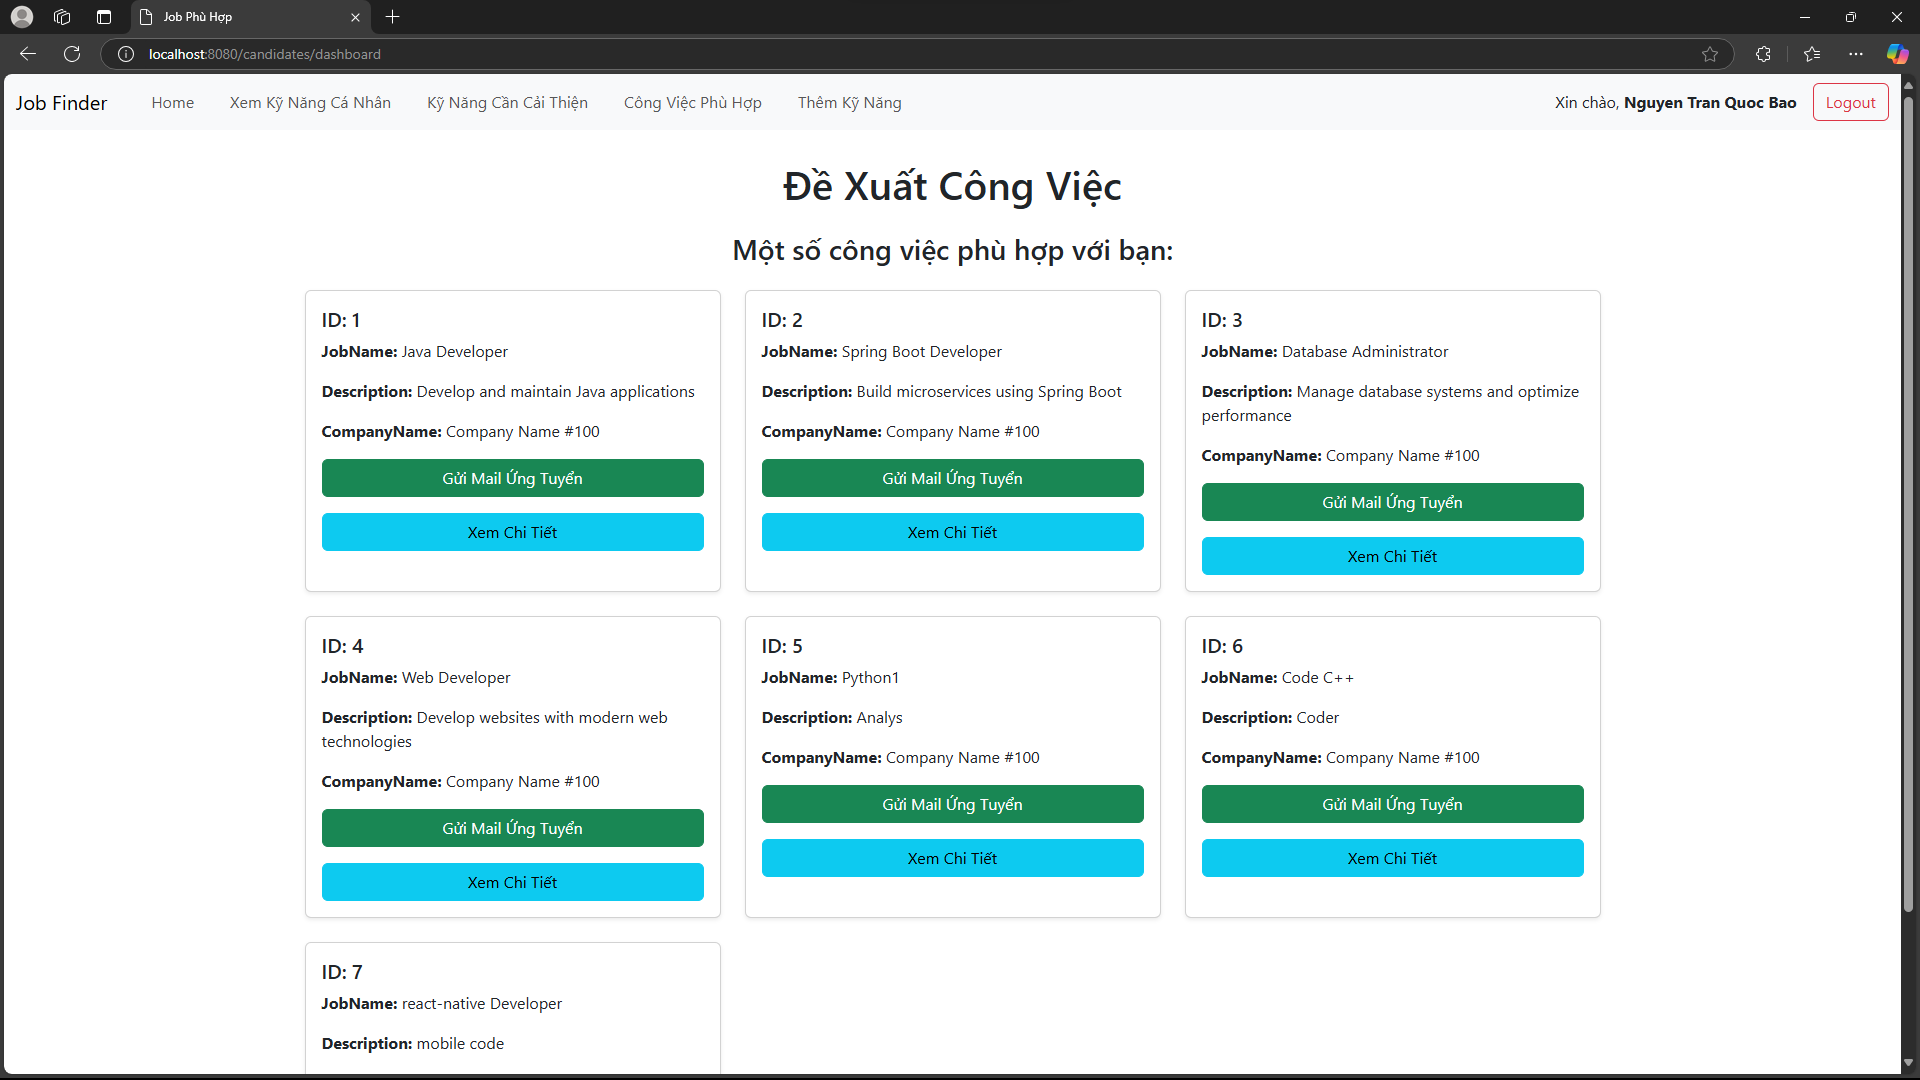 Job Phù Hợp
localhost:8080/candidates/dashboard
Job Finder Home Xem Kỹ Năng Cá Nhân Kỹ Năng Cần Cải Thiện Công Việc Phù Hợp Thêm Kỹ Năng Xin chào, Nguyen Tran Quoc Bao Logout
Đề Xuất Công Việc
Một số công việc phù hợp với bạn:
ID: 1
JobName: Java Developer
Description: Develop and maintain Java applications
CompanyName: Company Name #100
Gửi Mail Ứng Tuyển
Xem Chi Tiết
ID: 2
JobName: Spring Boot Developer
Description: Build microservices using Spring Boot
CompanyName: Company Name #100
Gửi Mail Ứng Tuyển
Xem Chi Tiết
ID: 3
JobName: Database Administrator
Description: Manage database systems and optimize
performance
CompanyName: Company Name #100
Gửi Mail Ứng Tuyển
Xem Chi Tiết
ID: 4
JobName: Web Developer
Description: Develop websites with modern web
technologies
CompanyName: Company Name #100
Gửi Mail Ứng Tuyển
Xem Chi Tiết
ID: 5
JobName: Python1
Description: Analys
CompanyName: Company Name #100
Gửi Mail Ứng Tuyển
Xem Chi Tiết
ID: 6
JobName: Code C++
Description: Coder
CompanyName: Company Name #100
Gửi Mail Ứng Tuyển
Xem Chi Tiết
ID: 7
JobName: react-native Developer
Description: mobile code